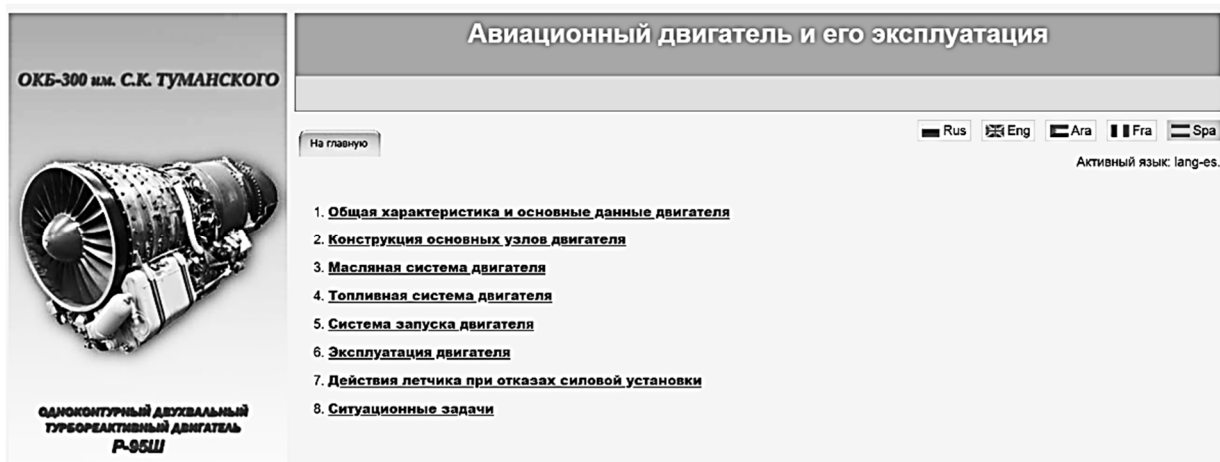 Авиационный двигатель и его эксплуатация
ОКБ-300 им. С.К. ТУМАНСКОГО
На главную
Rus Eng Ara Fra Spa
Активный язык: lang-es.
1. Общая характеристика и основные данные двигателя
2. Конструкция основных узлов двигателя
3. Масляная система двигателя
4. Топливная система двигателя
5. Система запуска двигателя
6. Эксплуатация двигателя
7. Действия летчика при отказах силовой установки
8. Ситуационные задачи
ОДНОКОНТУРНЫЙ ДВУХВАЛЬНЫЙ
ТУРБОРЕАКТИВНЫЙ ДВИГАТЕЛЬ
Р-95Ш